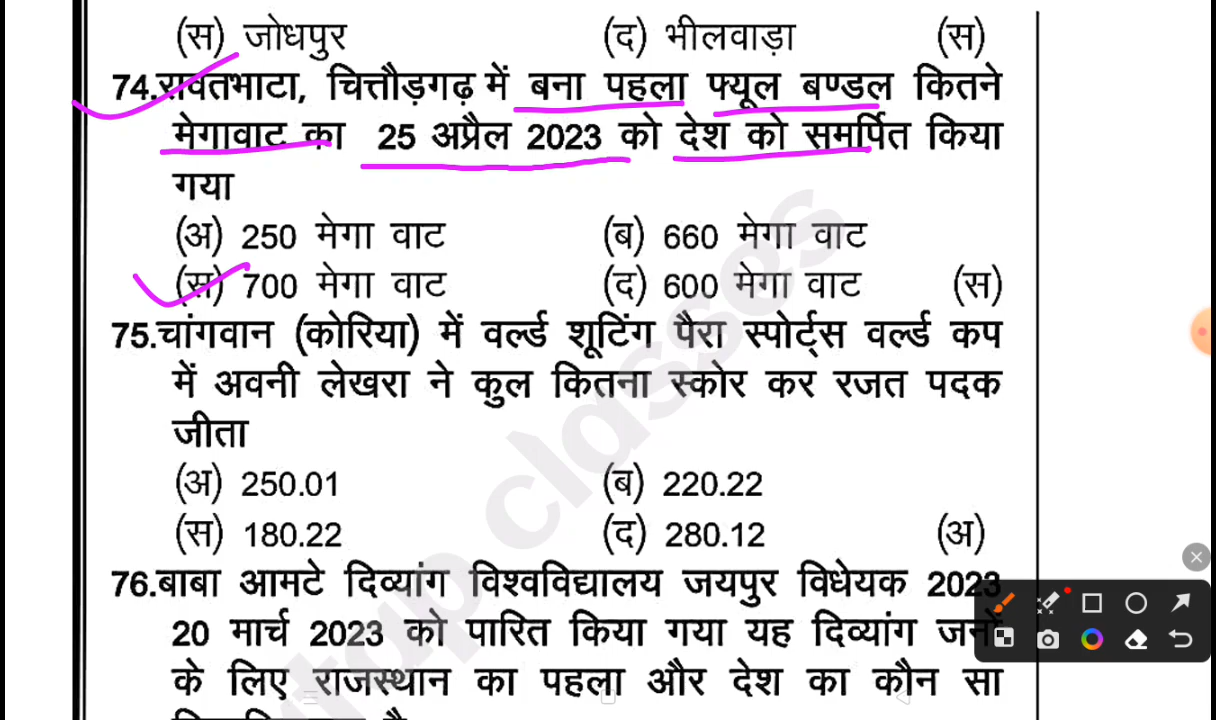 (स) जोधपुर (द) भीलवाड़ा (स)
74.रावतभाटा, चित्तौड़गढ़ में बना पहला फ्यूल बण्डल कितने
मेगावाट का 25 अप्रैल 2023 को देश को समर्पित किया
गया
(अ) 250 मेगा वाट (ब) 660 मेगा वाट
(स) 700 मेगा वाट (द) 600 मेगा वाट (स)
75.चांगवान (कोरिया) में वर्ल्ड शूटिंग पैरा स्पोर्ट्स वर्ल्ड कप
में अवनी लेखरा ने कुल कितना स्कोर कर रजत पदक
जीता
(अ) 250.01 (ब) 220.22
(स) 180.22 (द) 280.12 (अ)
76.बाबा आमटे दिव्यांग विश्वविद्यालय जयपुर विधेयक 2023
20 मार्च 2023 को पारित किया गया यह दिव्यांग जनों
के लिए राजस्थान का पहला और देश का कौन सा
classes